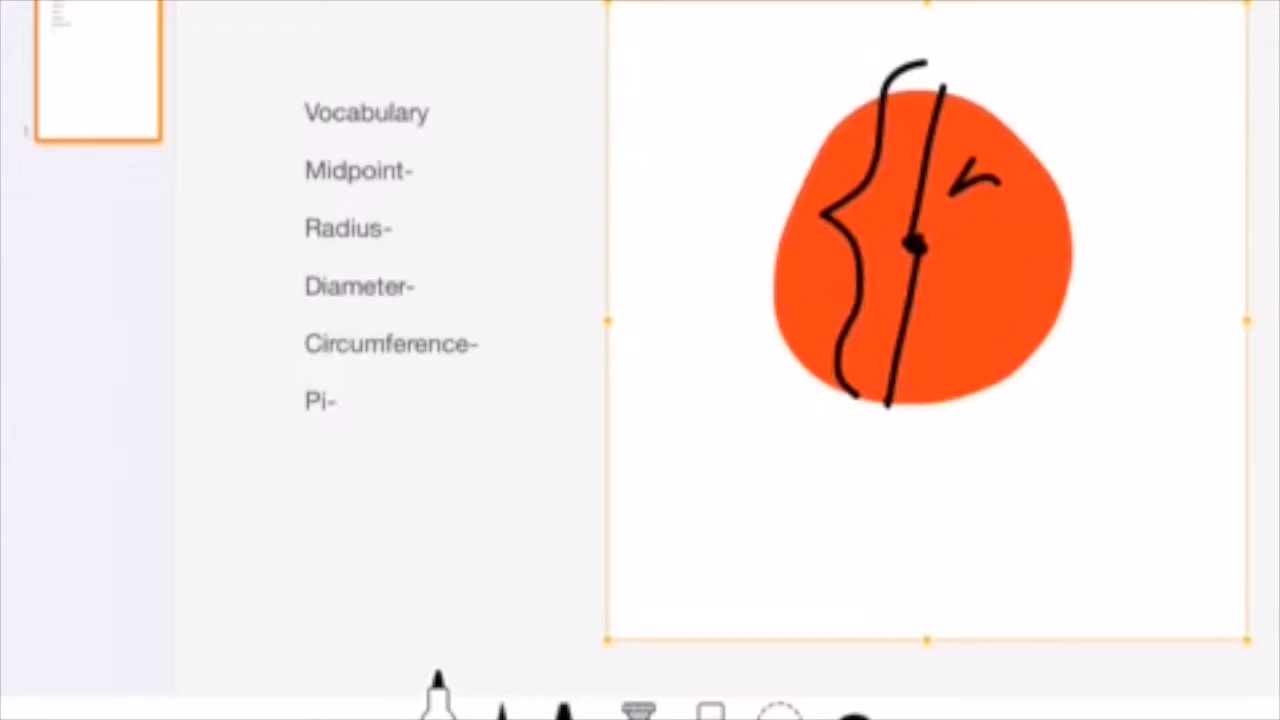 Vocabulary
Midpoint-
Radius-
Diameter-
Circumference-
Pi-
r